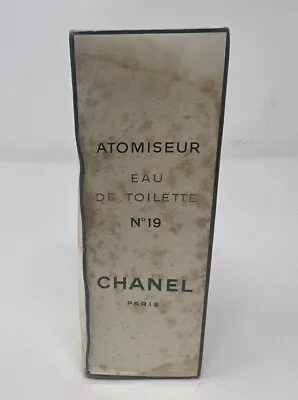 ATOMISEUR
EAU
DE TOILETTE
N°19
CHANEL
PARIS